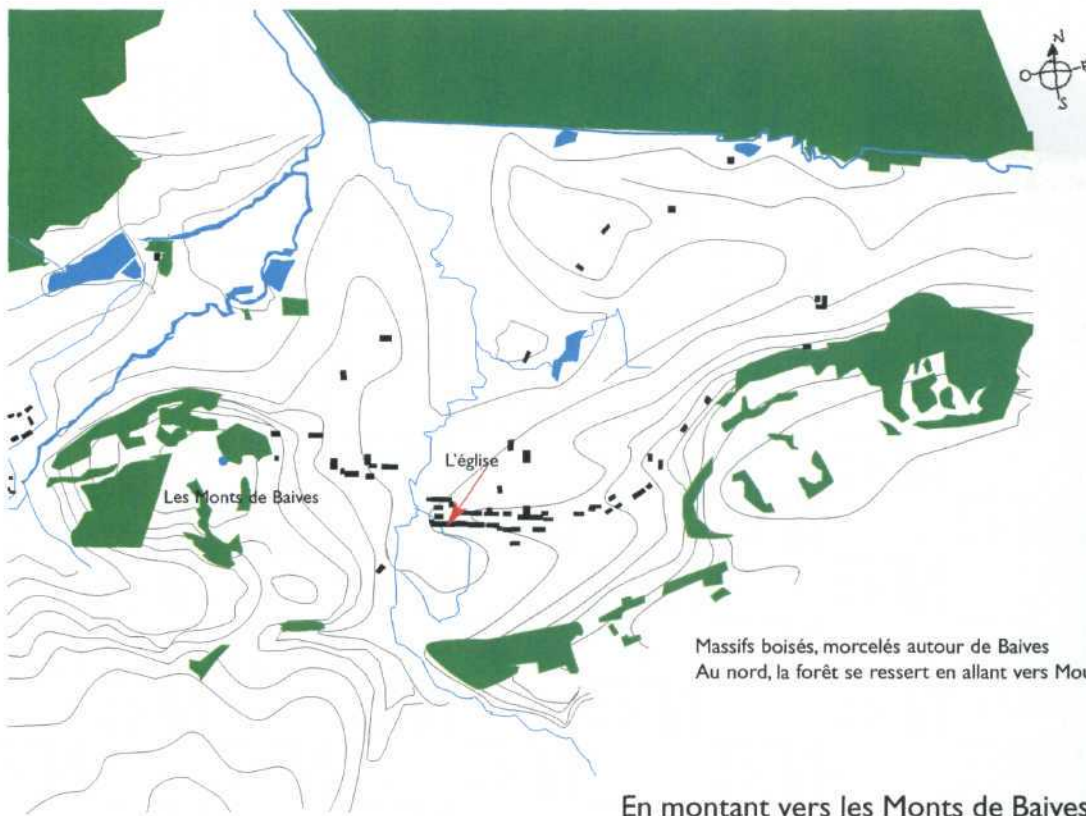 N
O
E
S
L'église
Les Monts de Baives
Massifs boisés, morcelés autour de Baives
Au nord, la forêt se ressert en allant vers Mou
En montant vers les Monts de Baives